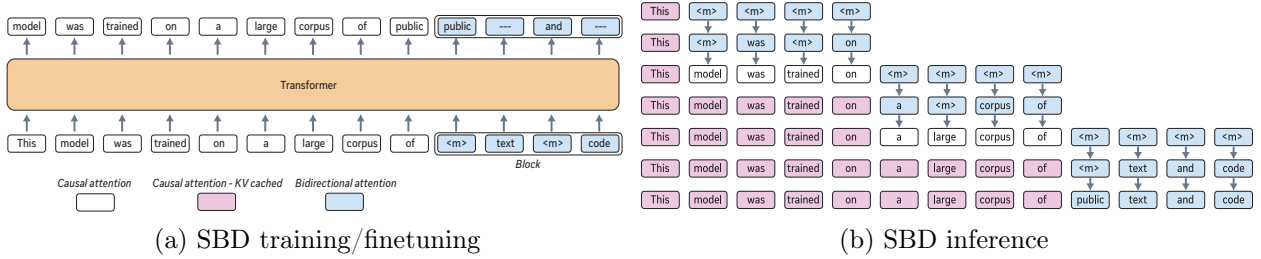 model was trained on a large corpus of public public --- and ---
Transformer
This model was trained on a large corpus of <m> text <m> code
Block
Causal attention Causal attention - KV cached Bidirectional attention
(a) SBD training/finetuning
This <m> <m> <m> <m>
This <m> was <m> on
This model was trained on <m> <m> <m> <m>
This model was trained on a <m> corpus of
This model was trained on a large corpus of <m> <m> <m> <m>
This model was trained on a large corpus of <m> text and code
This model was trained on a large corpus of public text and code
(b) SBD inference